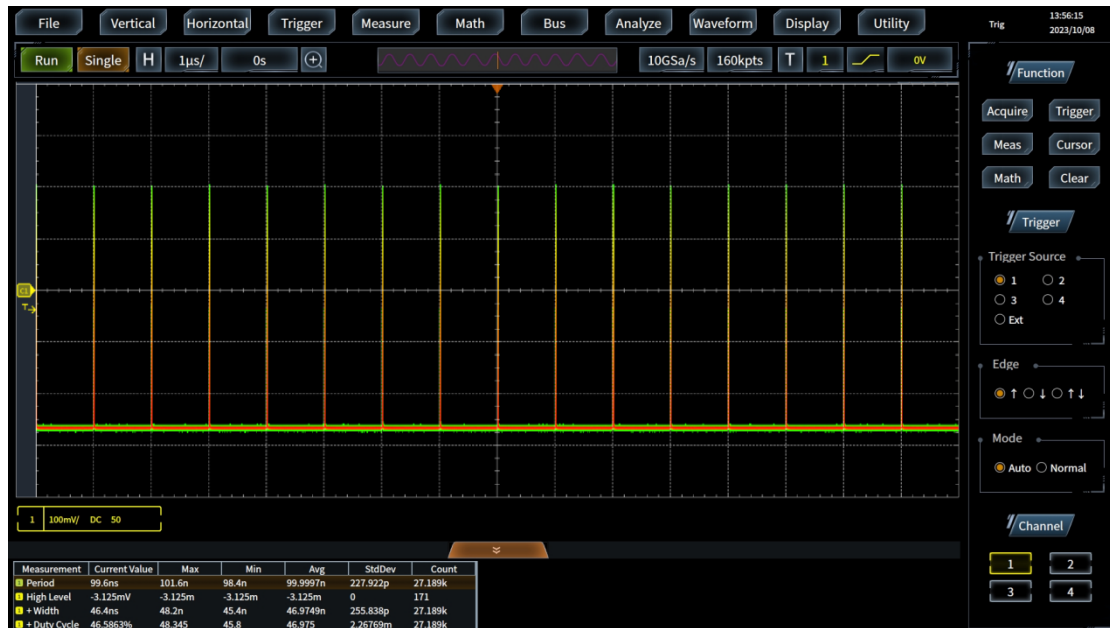 File Vertical Horizontal Trigger Measure Math Bus Analyze Waveform Display Utility Trig 13:56:15
2023/10/08
Run Single H 1μs/ 0s 10GSa/s 160kpts T 1 0V
Function
Acquire Trigger
Meas Cursor
Math Clear
Trigger
Trigger Source
1 2
3 4
Ext
C1
T
Edge
↑ ↓ ↑↓
Mode
Auto Normal
1 100mV/ DC 50
Channel
1 2
3 4
Measurement Current Value Max Min Avg StdDev Count
1 Period 99.6ns 101.6n 98.4n 99.9997n 227.922p 27.189k
1 High Level -3.125mV -3.125m -3.125m -3.125m 0 171
1 + Width 46.4ns 48.2n 45.4n 46.9749n 255.838p 27.189k
1 + Duty Cycle 46.5863% 48.345 45.8 46.975 2.26769m 27.189k